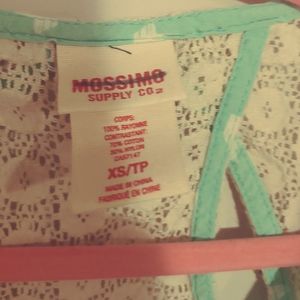 MOSSIMO
SUPPLY CO.
CORPS:
100% RAYONNE
CONTRASTANT:
70% COTON
30% NYLON
CA57147
XS/TP
MADE IN CHINA
FABRIQUÉ EN CHINE